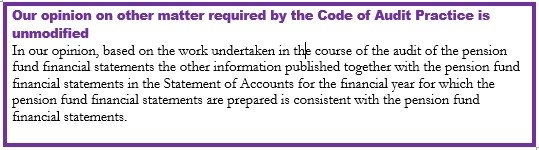 Our opinion on other matter required by the Code of Audit Practice is
unmodified
In our opinion, based on the work undertaken in the course of the audit of the pension
fund financial statements the other information published together with the pension fund
financial statements in the Statement of Accounts for the financial year for which the
pension fund financial statements are prepared is consistent with the pension fund
financial statements.